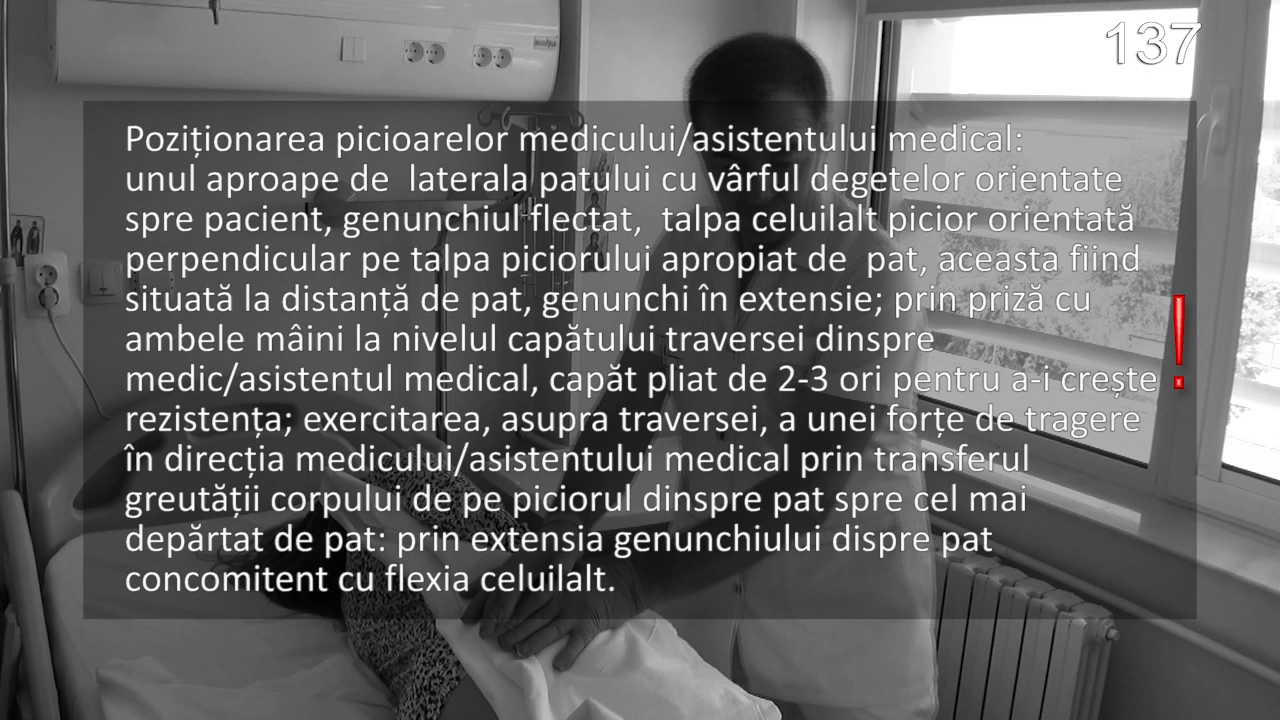 137
Poziționarea picioarelor medicului/asistentului medical:
unul aproape de  laterala patului cu vârful degetelor orientate
spre pacient, genunchiul flectat,  talpa celuilalt picior orientată
perpendicular pe talpa piciorului apropiat de  pat, aceasta fiind
situată la distanță de pat, genunchi în extensie; prin priză cu
ambele mâini la nivelul capătului traversei dinspre
medic/asistentul medical, capăt pliat de 2-3 ori pentru a-i crește
rezistența; exercitarea, asupra traversei, a unei forțe de tragere
în direcția medicului/asistentului medical prin transferul
greutății corpului de pe piciorul dinspre pat spre cel mai
depărtat de pat: prin extensia genunchiului dispre pat
concomitent cu flexia celuilalt.
!